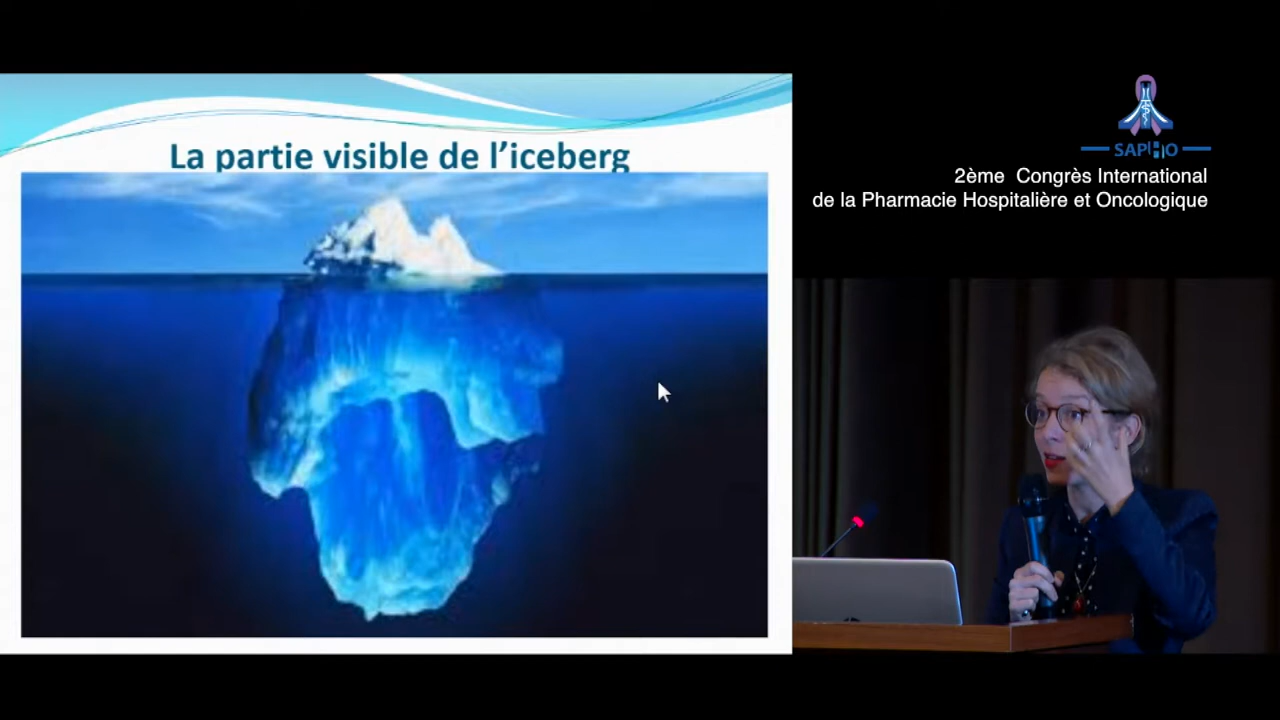 La partie visible de l'iceberg
SAPHO
2ème Congrès International
de la Pharmacie Hospitalière et Oncologique